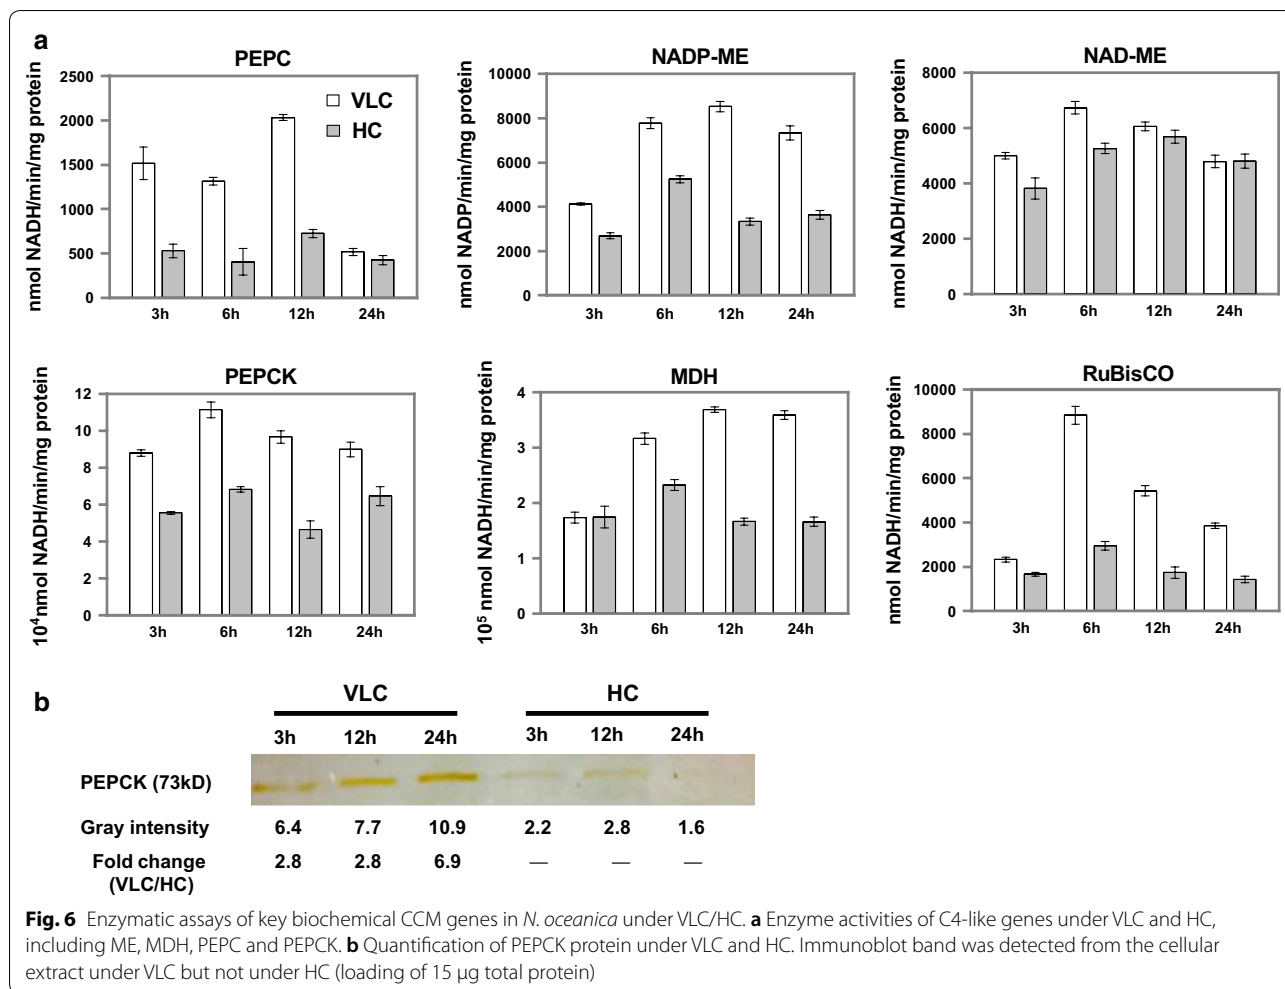 a
PEPC
nmol NADH/min/mg protein
2500
2000
1500
1000
500
0
VLC
HC
3h 6h 12h 24h
NADP-ME
nmol NADP/min/mg protein
10000
8000
6000
4000
2000
0
3h 6h 12h 24h
NAD-ME
nmol NADH/min/mg protein
8000
6000
4000
2000
0
3h 6h 12h 24h
PEPCK
10⁴ nmol NADH/min/mg protein
12
10
8
6
4
2
0
3h 6h 12h 24h
MDH
10⁵ nmol NADH/min/mg protein
4
3
2
1
0
3h 6h 12h 24h
RuBisCO
nmol NADH/min/mg protein
10000
8000
6000
4000
2000
0
3h 6h 12h 24h
b
VLC HC
3h 12h 24h 3h 12h 24h
PEPCK (73kD)
Gray intensity 6.4 7.7 10.9 2.2 2.8 1.6
Fold change 2.8 2.8 6.9 — — —
(VLC/HC)
Fig. 6 Enzymatic assays of key biochemical CCM genes in N. oceanica under VLC/HC. a Enzyme activities of C4-like genes under VLC and HC,
including ME, MDH, PEPC and PEPCK. b Quantification of PEPCK protein under VLC and HC. Immunoblot band was detected from the cellular
extract under VLC but not under HC (loading of 15 μg total protein)